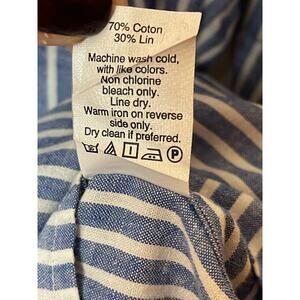 70% Coton
30% Lin
Machine wash cold,
with like colors.
Non chlorine
bleach only.
Line dry.
Warm iron on reverse
side only.
Dry clean if preferred.
P